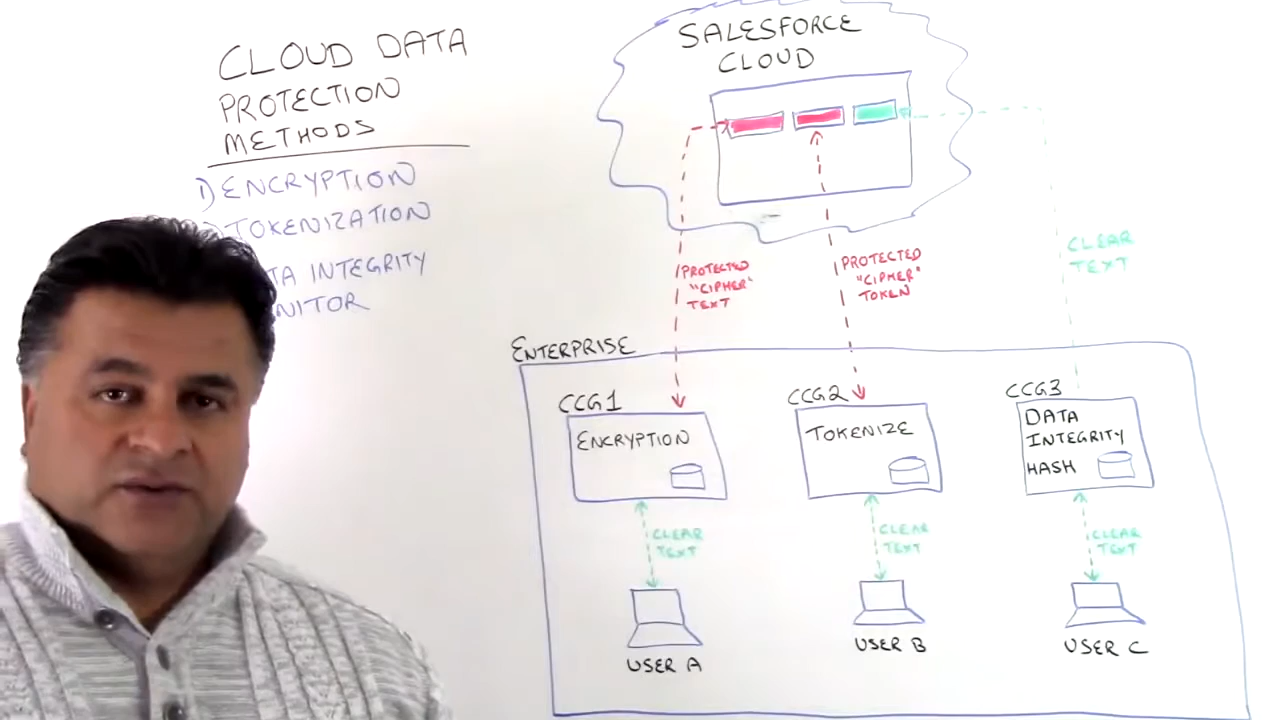 CLOUD DATA
PROTECTION
METHODS
1) ENCRYPTION
TOKENIZATION
TA INTEGRITY
NITOR
SALESFORCE
CLOUD
PROTECTED
"CIPHER"
TEXT
PROTECTED
"CIPHER"
TOKEN
CLEAR
TEXT
ENTERPRISE
CCG1
ENCRYPTION
CCG2
TOKENIZE
CCG3
DATA
INTEGRITY
HASH
CLEAR
TEXT
CLEAR
TEXT
CLEAR
TEXT
USER A
USER B
USER C